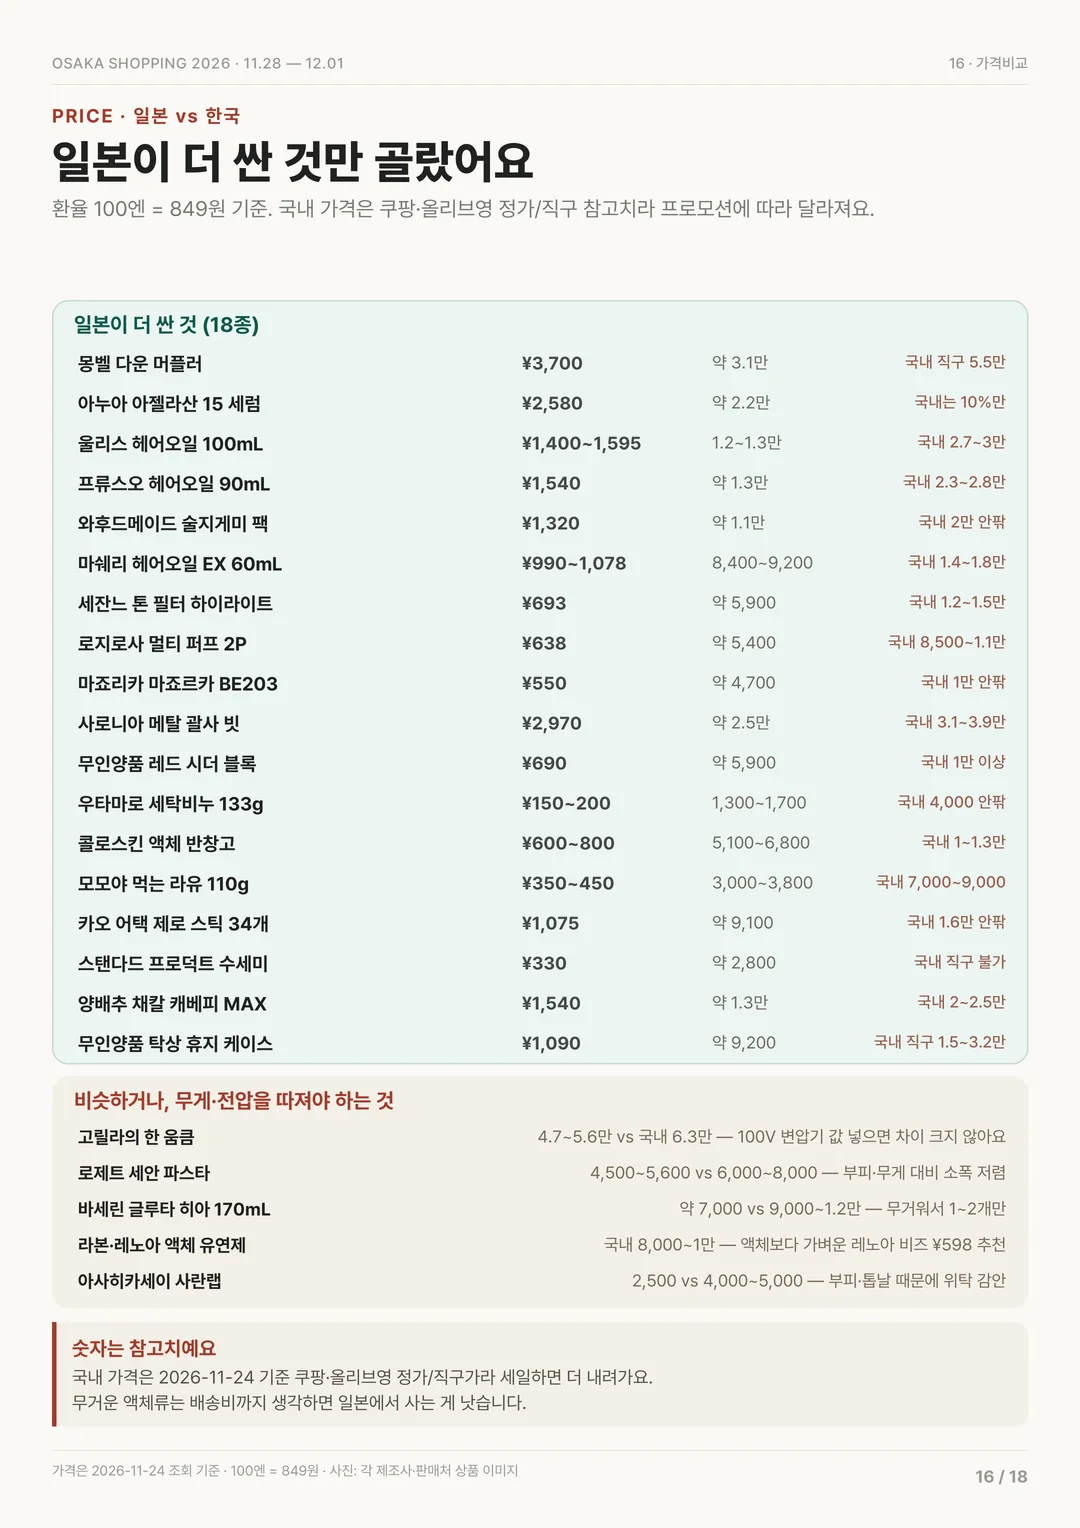 OSAKA SHOPPING 2026 · 11.28 — 12.01
16 · 가격비교
PRICE · 일본 vs 한국
일본이 더 싼 것만 골랐어요
환율 100엔 = 849원 기준. 국내 가격은 쿠팡·올리브영 정가/직구 참고치라 프로모션에 따라 달라져요.
일본이 더 싼 것 (18종)
몽벨 다운 머플러 ¥3,700 약 3.1만 국내 직구 5.5만
아누아 아젤라산 15 세럼 ¥2,580 약 2.2만 국내는 10%만
울리스 헤어오일 100mL ¥1,400~1,595 1.2~1.3만 국내 2.7~3만
프류스오 헤어오일 90mL ¥1,540 약 1.3만 국내 2.3~2.8만
와후드메이드 술지게미 팩 ¥1,320 약 1.1만 국내 2만 안팎
마쉐리 헤어오일 EX 60mL ¥990~1,078 8,400~9,200 국내 1.4~1.8만
세잔느 톤 필터 하이라이트 ¥693 약 5,900 국내 1.2~1.5만
로지로사 멀티 퍼프 2P ¥638 약 5,400 국내 8,500~1.1만
마죠리카 마죠르카 BE203 ¥550 약 4,700 국내 1만 안팎
사로니아 메탈 괄사 빗 ¥2,970 약 2.5만 국내 3.1~3.9만
무인양품 레드 시더 블록 ¥690 약 5,900 국내 1만 이상
우타마로 세탁비누 133g ¥150~200 1,300~1,700 국내 4,000 안팎
콜로스킨 액체 반창고 ¥600~800 5,100~6,800 국내 1~1.3만
모모야 먹는 라유 110g ¥350~450 3,000~3,800 국내 7,000~9,000
카오 어택 제로 스틱 34개 ¥1,075 약 9,100 국내 1.6만 안팎
스탠다드 프로덕트 수세미 ¥330 약 2,800 국내 직구 불가
양배추 채칼 캐베피 MAX ¥1,540 약 1.3만 국내 2~2.5만
무인양품 탁상 휴지 케이스 ¥1,090 약 9,200 국내 직구 1.5~3.2만
비슷하거나, 무게·전압을 따져야 하는 것
고릴라의 한 움큼 4.7~5.6만 vs 국내 6.3만 — 100V 변압기 값 넣으면 차이 크지 않아요
로제트 세안 파스타 4,500~5,600 vs 6,000~8,000 — 부피·무게 대비 소폭 저렴
바세린 글루타 히아 170mL 약 7,000 vs 9,000~1.2만 — 무거워서 1~2개만
라본·레노아 액체 유연제 국내 8,000~1만 — 액체보다 가벼운 레노아 비즈 ¥598 추천
아사히카세이 사란랩 2,500 vs 4,000~5,000 — 부피·톱날 때문에 위탁 감안
숫자는 참고치예요
국내 가격은 2026-11-24 기준 쿠팡·올리브영 정가/직구가라 세일하면 더 내려가요.
무거운 액체류는 배송비까지 생각하면 일본에서 사는 게 낫습니다.
가격은 2026-11-24 조회 기준 · 100엔 = 849원 · 사진: 각 제조사·판매처 상품 이미지
16 / 18